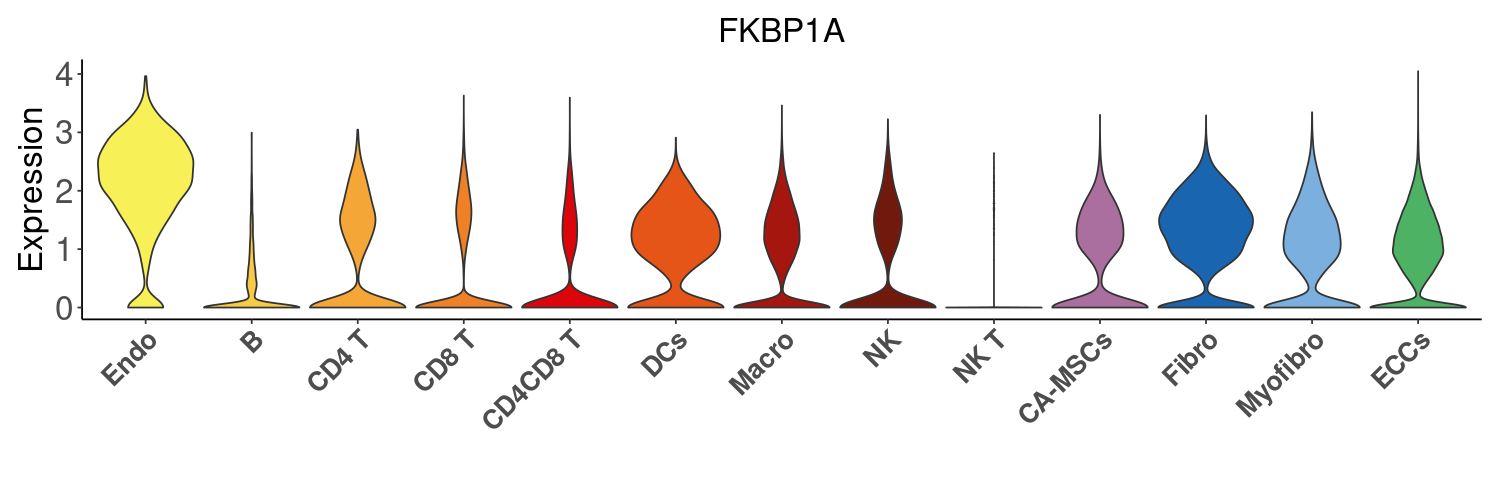 FKBP1A
Expression
4
3
2
1
0
Endo
B
CD4 T
CD8 T
CD4CD8 T
DCs
Macro
NK
NK T
CA-MSCs
Fibro
Myofibro
ECCs